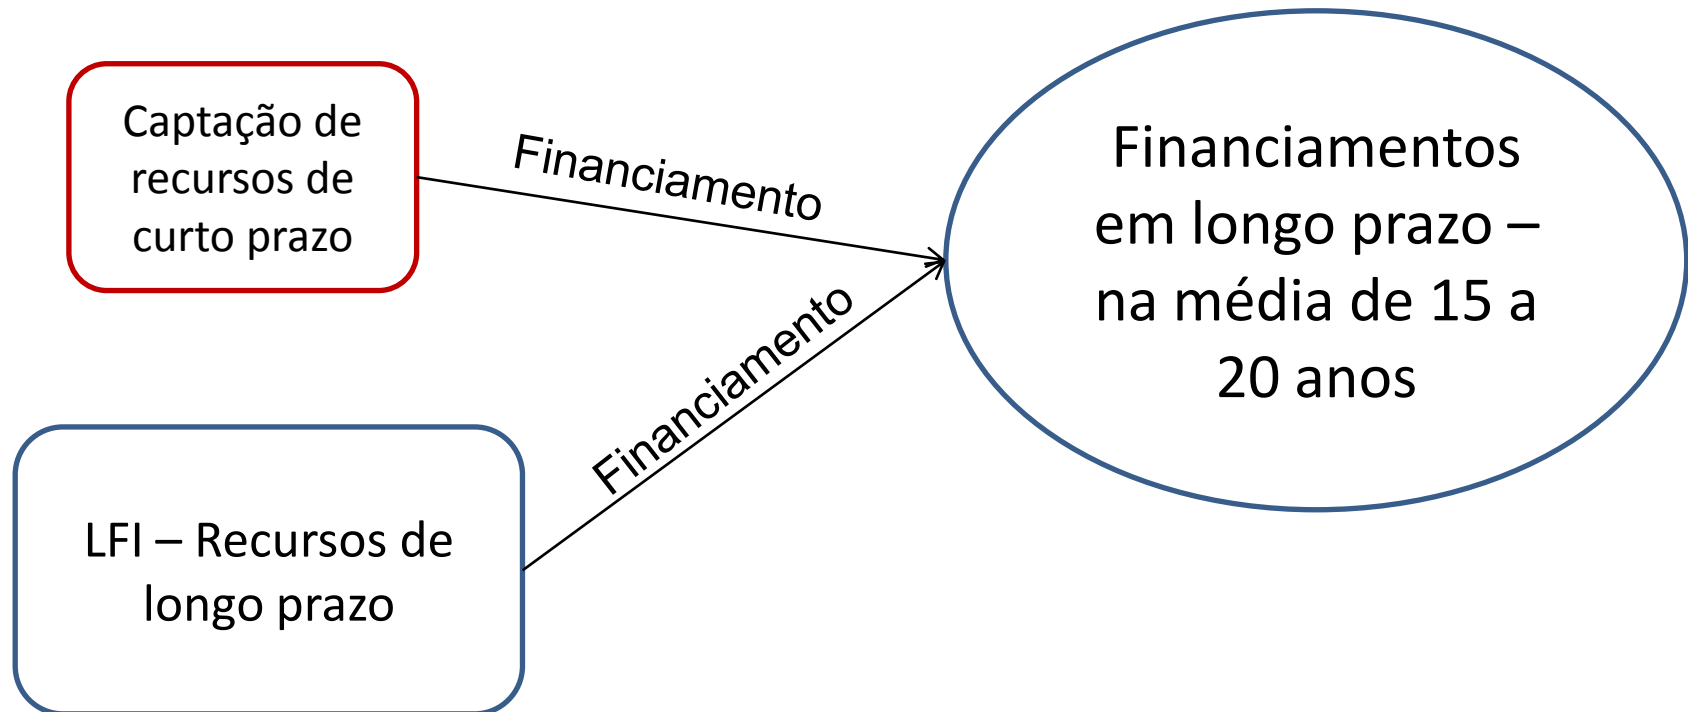 Captação de
recursos de
curto prazo
Financiamento
Financiamentos
em longo prazo –
na média de 15 a
20 anos
Financiamento
LFI – Recursos de
longo prazo